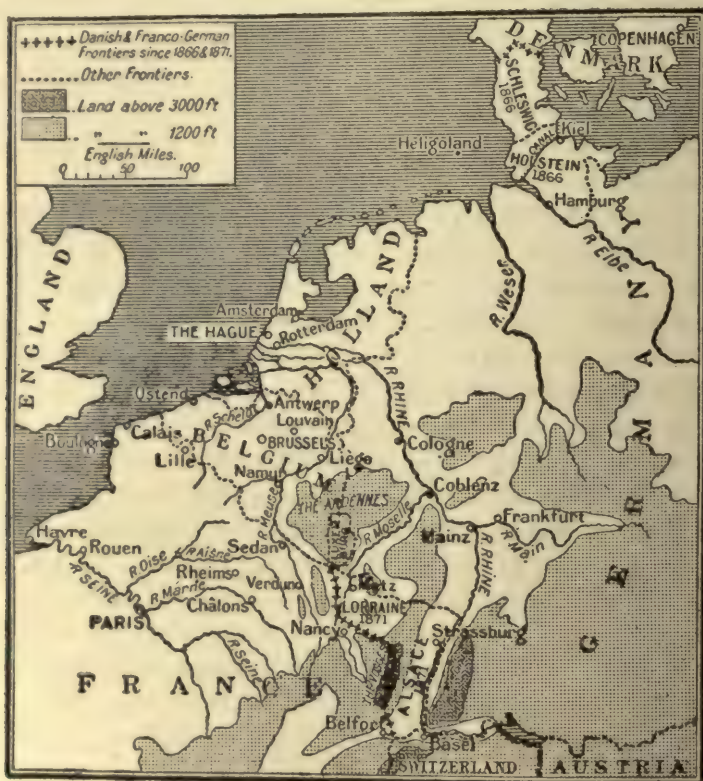 Danish & Franco-German
Frontiers since 1866 & 1871.
Other Frontiers.
Land above 3000 ft
" " 1200 ft
English Miles.
0 50 100
DENMARK
COPENHAGEN
SCHLESWIG
1866
CANAL
Kiel
Heligoland
HOLSTEIN
1866
Hamburg
R. Elbe
R. Weser
GERMANY
ENGLAND
HOLLAND
Amsterdam
THE HAGUE
Rotterdam
R. RHINE
Ostend
Antwerp
R. Scheldt
Louvain
Boulogne
Calais
BELGIUM
BRUSSELS
Cologne
Lille
Liége
Namur
THE ARDENNES
Coblenz
R. Meuse
R. Moselle
Frankfurt
Mainz
R. Main
R. RHINE
Havre
Rouen
R. SEINE
R. Oise
R. Aisne
Sedan
Rheims
Verdun
Metz
R. Marne
Châlons
LORRAINE
1871
PARIS
Nancy
Strassburg
R. Seine
ALSACE
1871
FRANCE
Belfort
Basel
SWITZERLAND
AUSTRIA